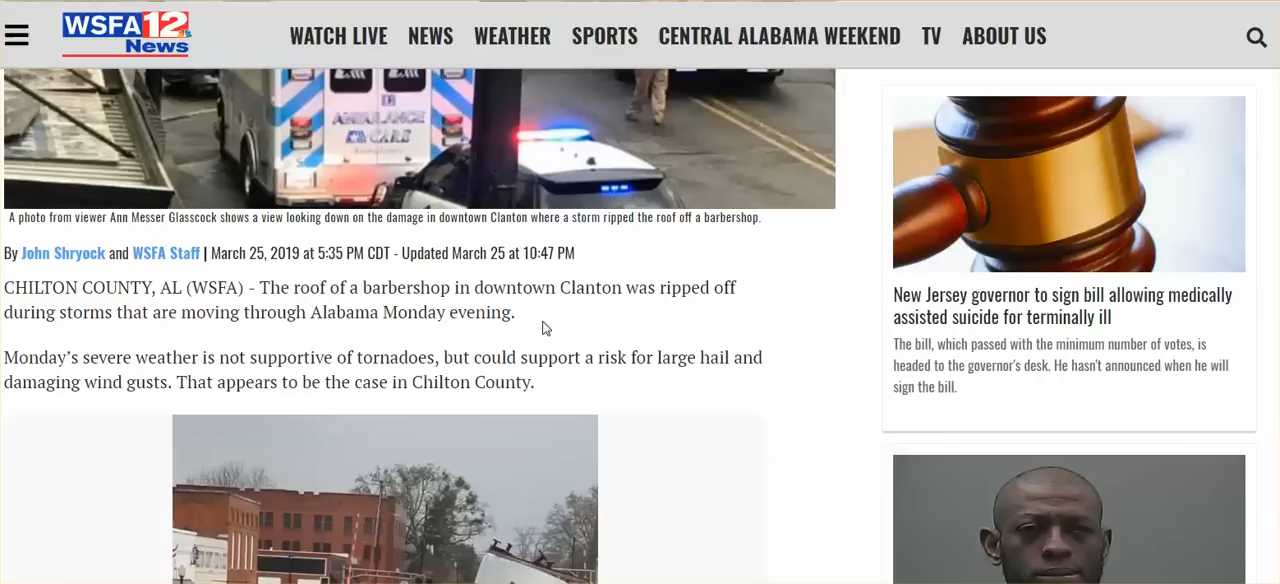 WSFA 12
News
WATCH LIVE NEWS WEATHER SPORTS CENTRAL ALABAMA WEEKEND TV ABOUT US
AMBULANCE
CARE
A photo from viewer Ann Messer Glasscock shows a view looking down on the damage in downtown Clanton where a storm ripped the roof off a barbershop.
By John Shryock and WSFA Staff | March 25, 2019 at 5:35 PM CDT - Updated March 25 at 10:47 PM
CHILTON COUNTY, AL (WSFA) - The roof of a barbershop in downtown Clanton was ripped off
during storms that are moving through Alabama Monday evening.
Monday’s severe weather is not supportive of tornadoes, but could support a risk for large hail and
damaging wind gusts. That appears to be the case in Chilton County.
New Jersey governor to sign bill allowing medically
assisted suicide for terminally ill
The bill, which passed with the minimum number of votes, is
headed to the governor's desk. He hasn't announced when he will
sign the bill.